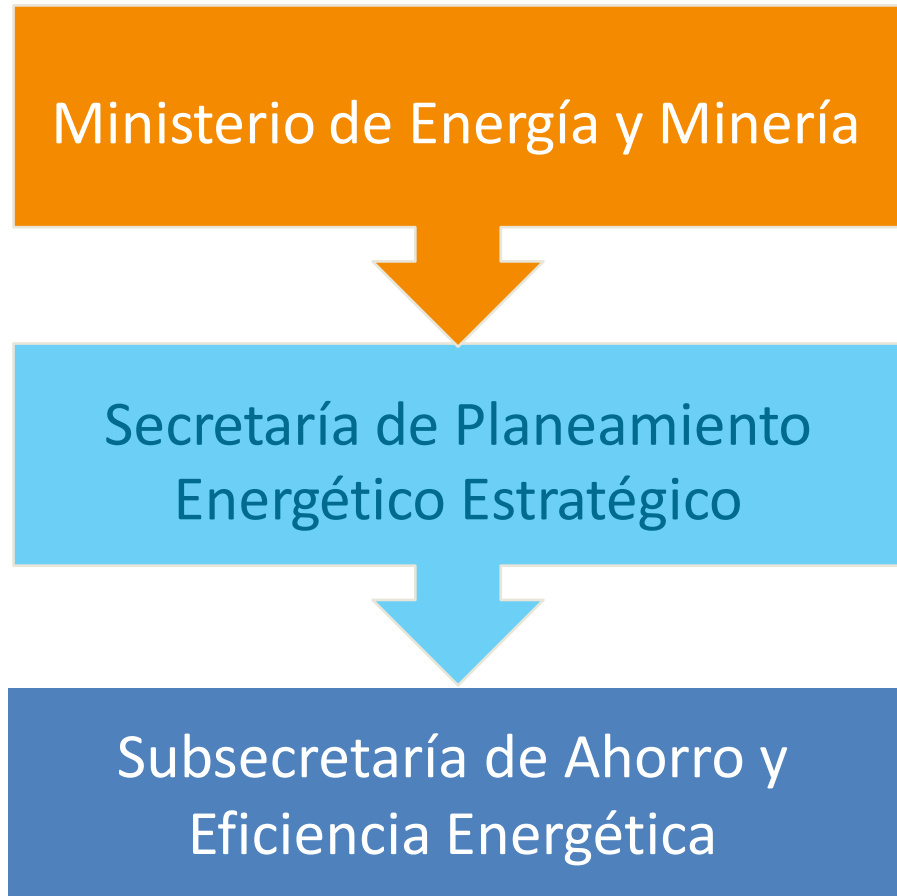 Ministerio de Energía y Minería
Secretaría de Planeamiento
Energético Estratégico
Subsecretaría de Ahorro y
Eficiencia Energética